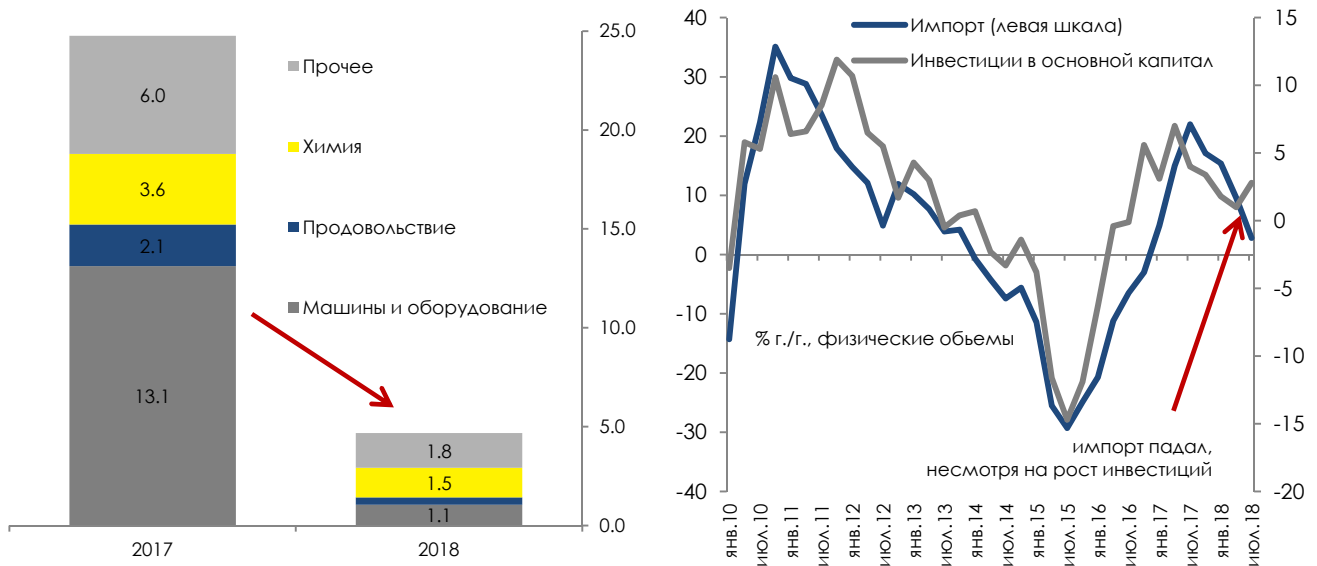 25.0
20.0
15.0
10.0
5.0
0.0
Прочее
Химия
Продовольствие
Машины и оборудование
6.0
3.6
2.1
13.1
1.8
1.5
1.1
2017
2018
40
30
20
10
0
-10
-20
-30
-40
15
10
5
0
-5
-10
-15
-20
Импорт (левая шкала)
Инвестиции в основной капитал
% г./г., физические обьемы
импорт падал,
несмотря на рост инвестиций
янв.10
июл.10
янв.11
июл.11
янв.12
июл.12
янв.13
июл.13
янв.14
июл.14
янв.15
июл.15
янв.16
июл.16
янв.17
июл.17
янв.18
июл.18